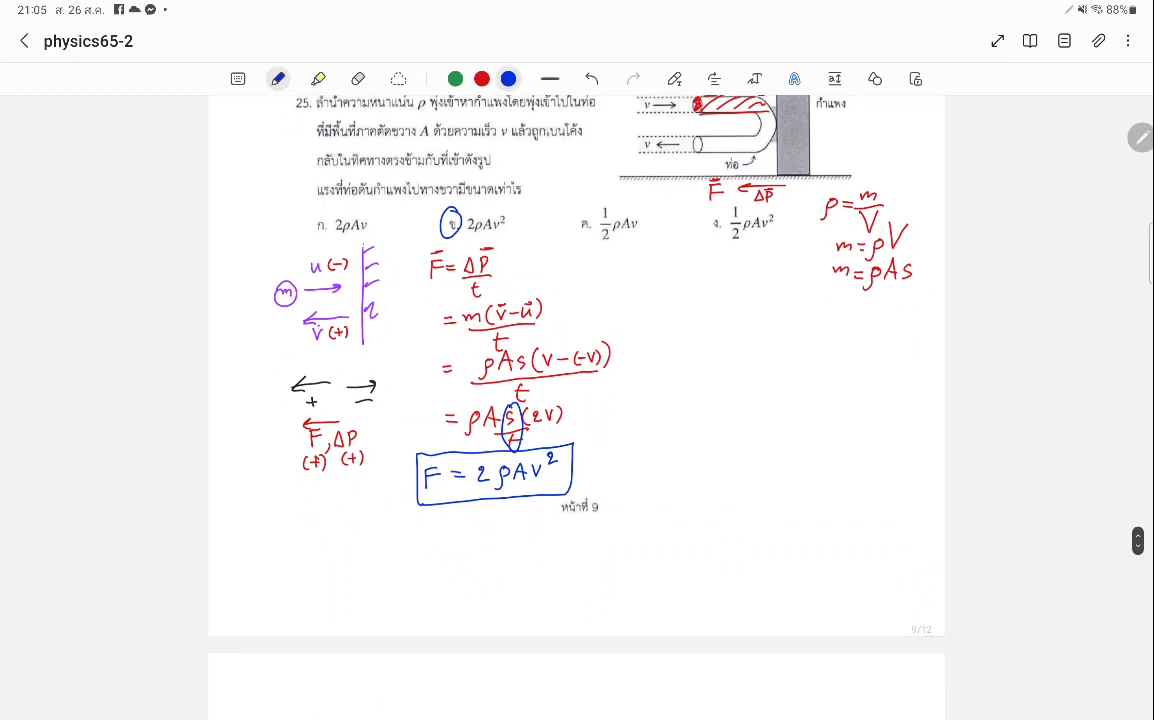 21:05 ส. 26 ส.ค.
88%
physics65-2
25. ลำน้ำความหนาแน่น ρ พุ่งเข้าหากำแพงโดยพุ่งเข้าไปในท่อ
ที่มีพื้นที่ภาคตัดขวาง A ด้วยความเร็ว v แล้วถูกเบนโค้ง
กลับในทิศทางตรงข้ามกับที่เข้าดังรูป
แรงที่ท่อดันกำแพงไปทางขวามีขนาดเท่าไร
v →
v ←
กำแพง
ท่อ
F ΔP
ก. 2ρAv
ข. 2ρAv²
ค. 1/2 ρAv
ง. 1/2 ρAv²
ρ = m/V
m = ρV
m = ρAs
m
u (-)
v (+)
← →
+ −
F, ΔP
(+) (+)
F = ΔP/t
= m(v-u)/t
= ρAs(v-(-v))/t
= ρA s/t (2v)
F = 2ρAv²
หน้าที่ 9
9/12